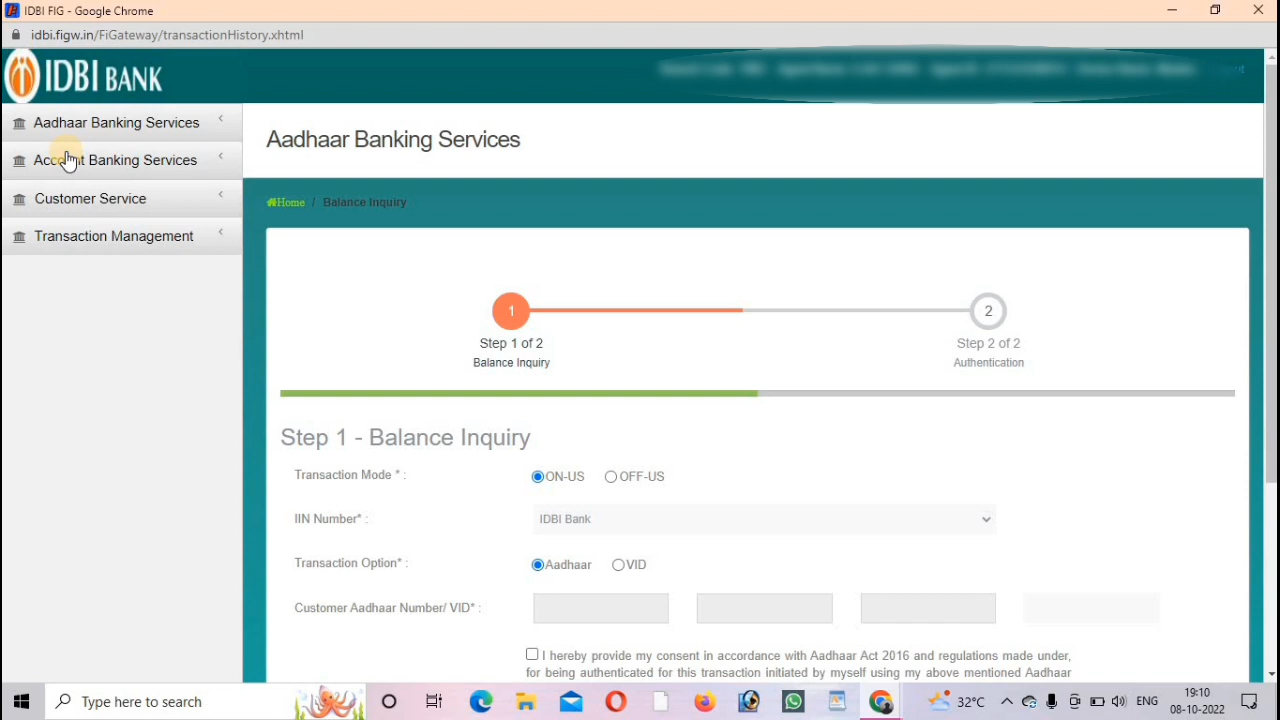 IDBI FIG - Google Chrome
idbi.figw.in/FiGateway/transactionHistory.xhtml
IDBI BANK
Aadhaar Banking Services
Account Banking Services
Customer Service
Transaction Management
Aadhaar Banking Services
Home / Balance Inquiry
1
2
Step 1 of 2
Step 2 of 2
Balance Inquiry
Authentication
Step 1 - Balance Inquiry
Transaction Mode * :
ON-US OFF-US
IIN Number* :
IDBI Bank
Transaction Option* :
Aadhaar VID
Customer Aadhaar Number/ VID* :
I hereby provide my consent in accordance with Aadhaar Act 2016 and regulations made under,
for being authenticated for this transaction initiated by myself using my above mentioned Aadhaar
Type here to search
32°C
ENG
19:10
08-10-2022